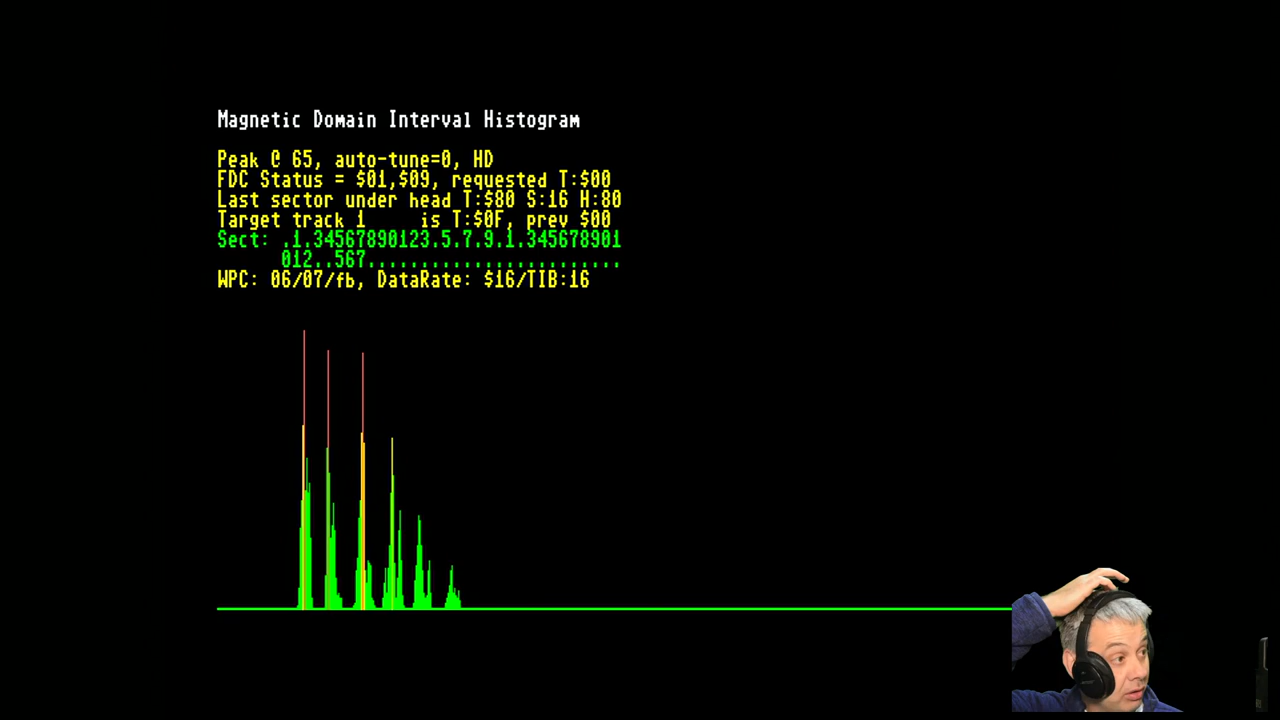 Magnetic Domain Interval Histogram
Peak @ 65, auto-tune=0, HD
FDC Status = $01,$09, requested T:$00
Last sector under head T:$80 S:16 H:80
Target track 1     is T:$0F, prev $00
Sect: .1.34567890123.5.7.9.1.345678901
012..567........................
WPC: 06/07/fb, DataRate: $16/TIB:16